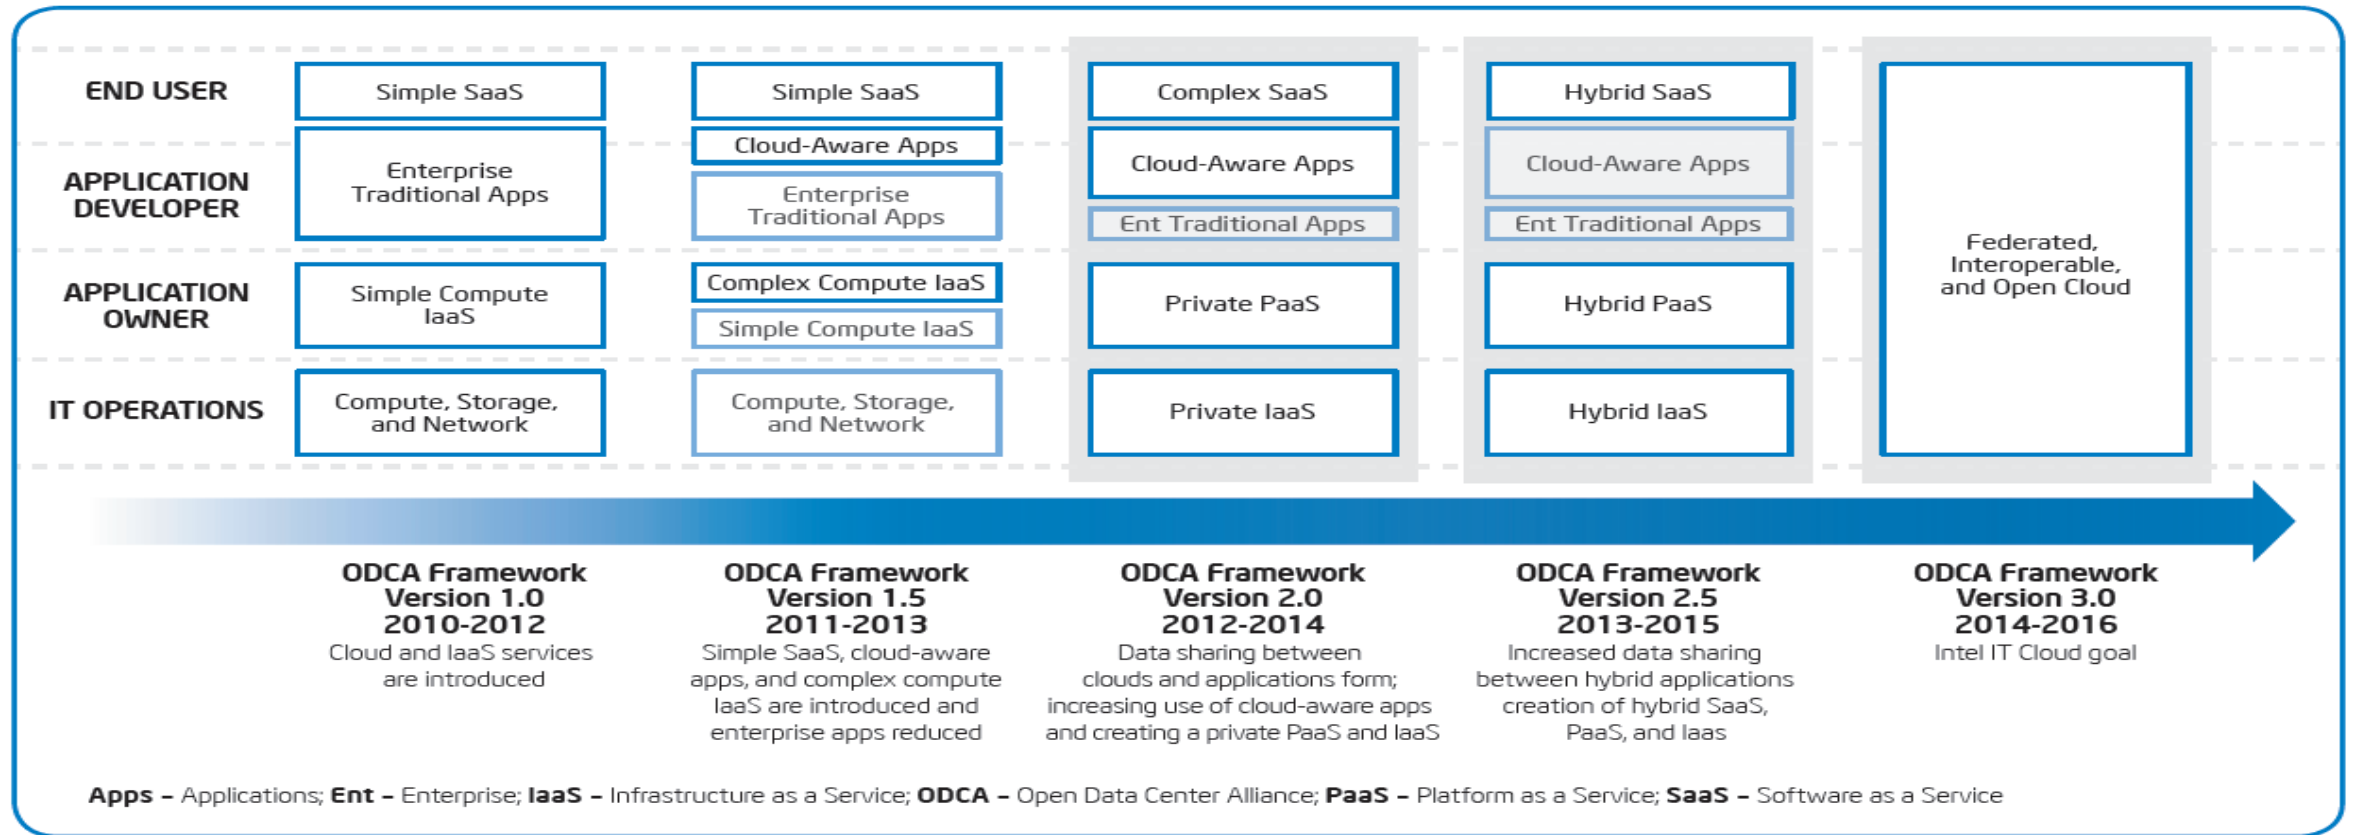 END USER
Simple SaaS
Simple SaaS
Complex SaaS
Hybrid SaaS
APPLICATION
DEVELOPER
Enterprise
Traditional Apps
Cloud-Aware Apps
Enterprise
Traditional Apps
Cloud-Aware Apps
Ent Traditional Apps
Cloud-Aware Apps
Ent Traditional Apps
Federated,
Interoperable,
and Open Cloud
APPLICATION
OWNER
Simple Compute
IaaS
Complex Compute IaaS
Simple Compute IaaS
Private PaaS
Hybrid PaaS
IT OPERATIONS
Compute, Storage,
and Network
Compute, Storage,
and Network
Private IaaS
Hybrid IaaS
ODCA Framework
Version 1.0
2010-2012
Cloud and IaaS services
are introduced
ODCA Framework
Version 1.5
2011-2013
Simple SaaS, cloud-aware
apps, and complex compute
IaaS are introduced and
enterprise apps reduced
ODCA Framework
Version 2.0
2012-2014
Data sharing between
clouds and applications form;
increasing use of cloud-aware apps
and creating a private PaaS and IaaS
ODCA Framework
Version 2.5
2013-2015
Increased data sharing
between hybrid applications
creation of hybrid SaaS,
PaaS, and Iaas
ODCA Framework
Version 3.0
2014-2016
Intel IT Cloud goal
Apps – Applications; Ent – Enterprise; IaaS – Infrastructure as a Service; ODCA – Open Data Center Alliance; PaaS – Platform as a Service; SaaS – Software as a Service